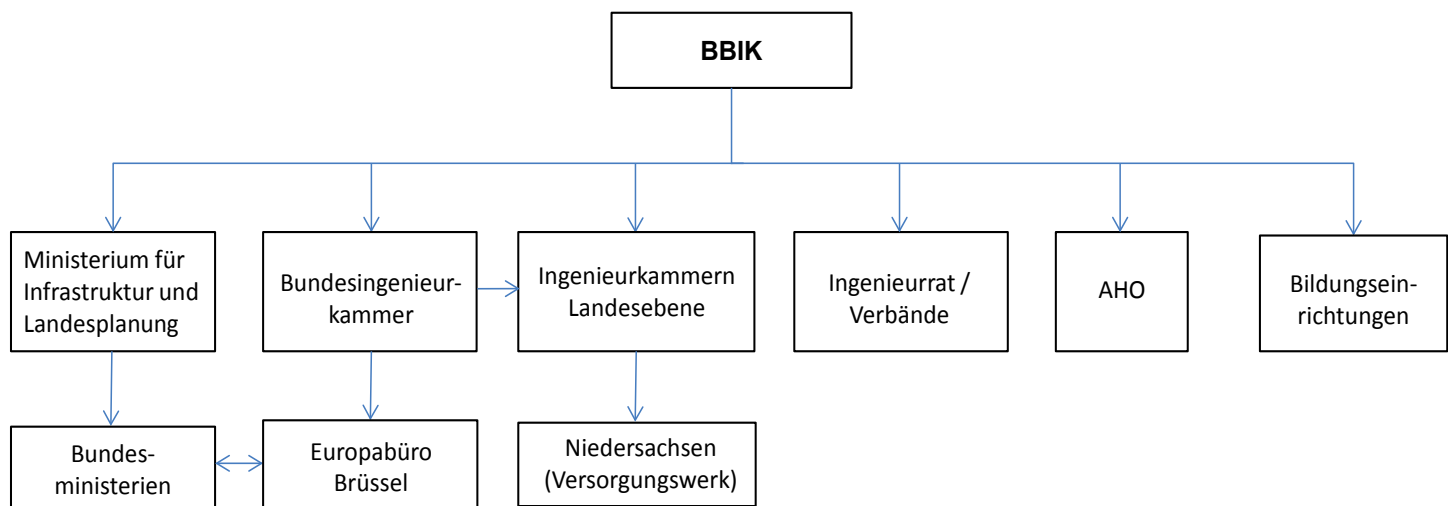 BBIK
Ministerium für
Infrastruktur und
Landesplanung
Bundesingenieur-
kammer
Ingenieurkammern
Landesebene
Ingenieurrat /
Verbände
AHO
Bildungsein-
richtungen
Bundes-
ministerien
Europabüro
Brüssel
Niedersachsen
(Versorgungswerk)